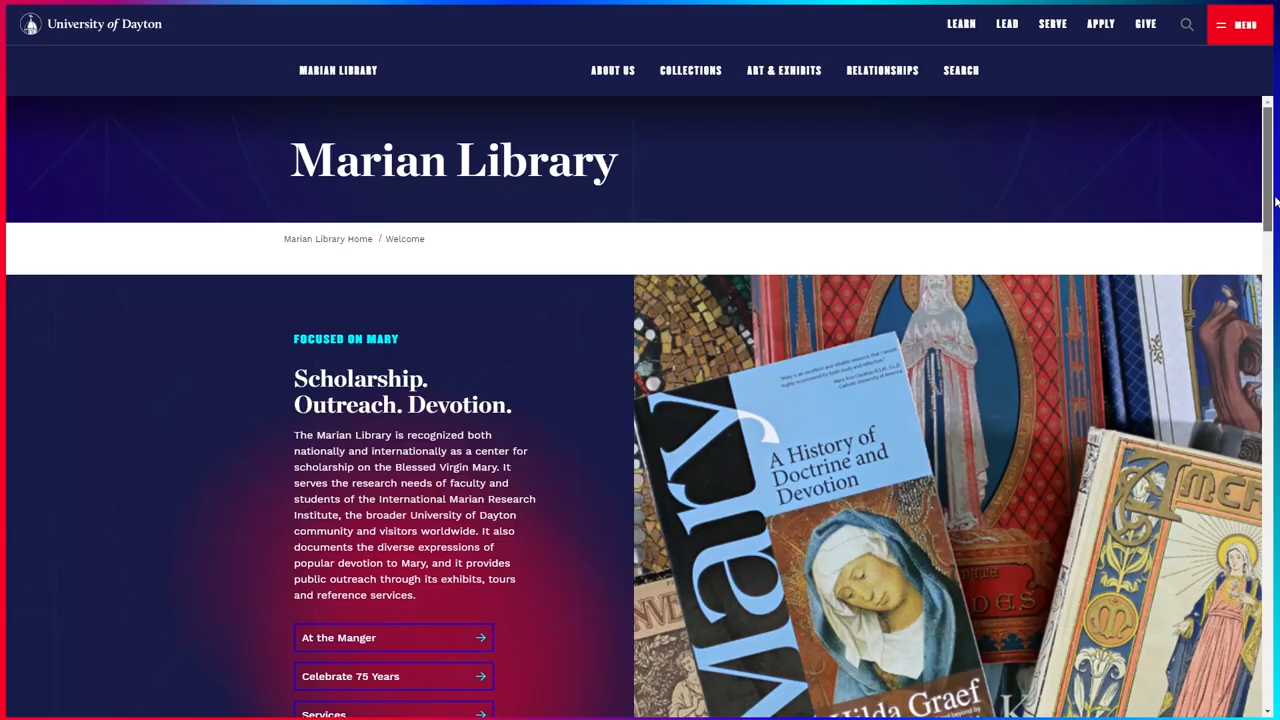 University of Dayton
LEARN LEAD SERVE APPLY GIVE MENU
MARIAN LIBRARY ABOUT US COLLECTIONS ART & EXHIBITS RELATIONSHIPS SEARCH
Marian Library
Marian Library Home / Welcome
FOCUSED ON MARY
Scholarship.
Outreach. Devotion.
The Marian Library is recognized both
nationally and internationally as a center for
scholarship on the Blessed Virgin Mary. It
serves the research needs of faculty and
students of the International Marian Research
Institute, the broader University of Dayton
community and visitors worldwide. It also
documents the diverse expressions of
popular devotion to Mary, and it provides
public outreach through its exhibits, tours
and reference services.
At the Manger
Celebrate 75 Years
Services
Mary
A History of
Doctrine and
Devotion
Hilda Graef